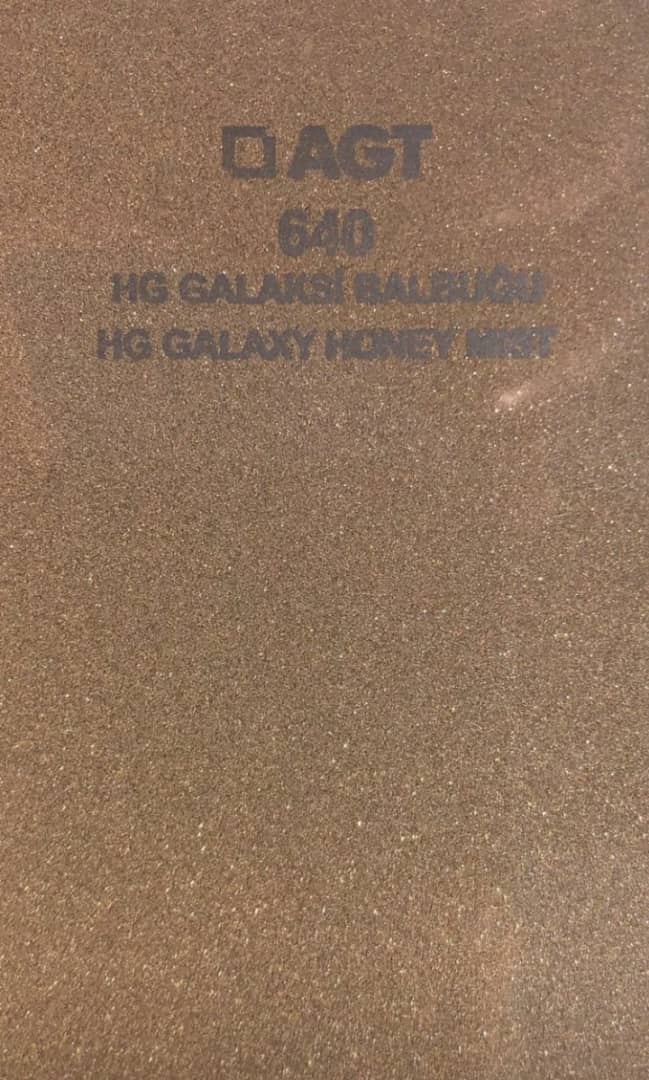 AGT
640
HG GALAKSİ BALBUĞU
HG GALAXY HONEY MIST